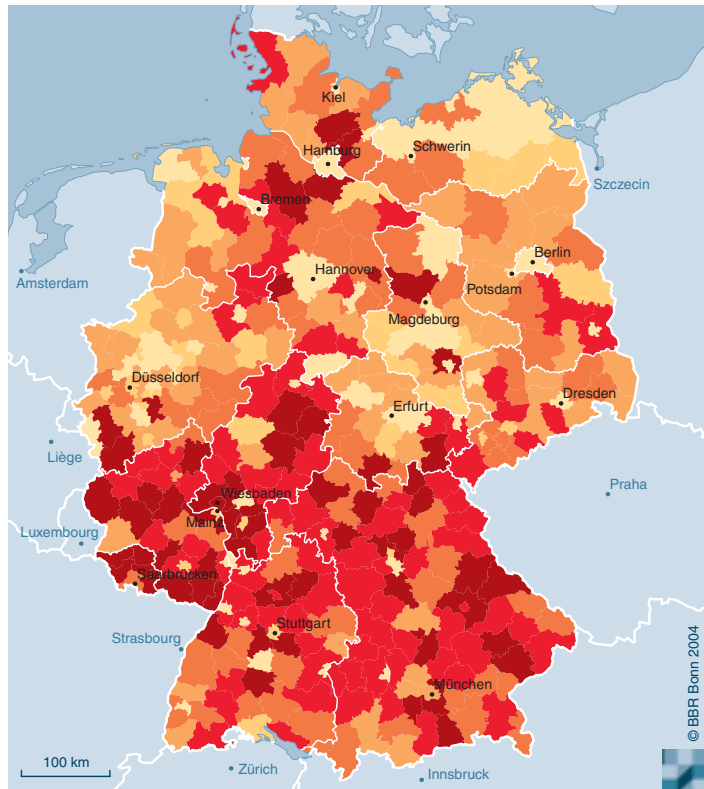 Kiel
Hamburg
Schwerin
Szczecin
Bremen
Berlin
Amsterdam
Hannover
Potsdam
Magdeburg
Düsseldorf
Erfurt
Dresden
Liège
Wiesbaden
Praha
Mainz
Luxembourg
Saarbrücken
Stuttgart
Strasbourg
München
© BBR Bonn 2004
100 km
Zürich
Innsbruck